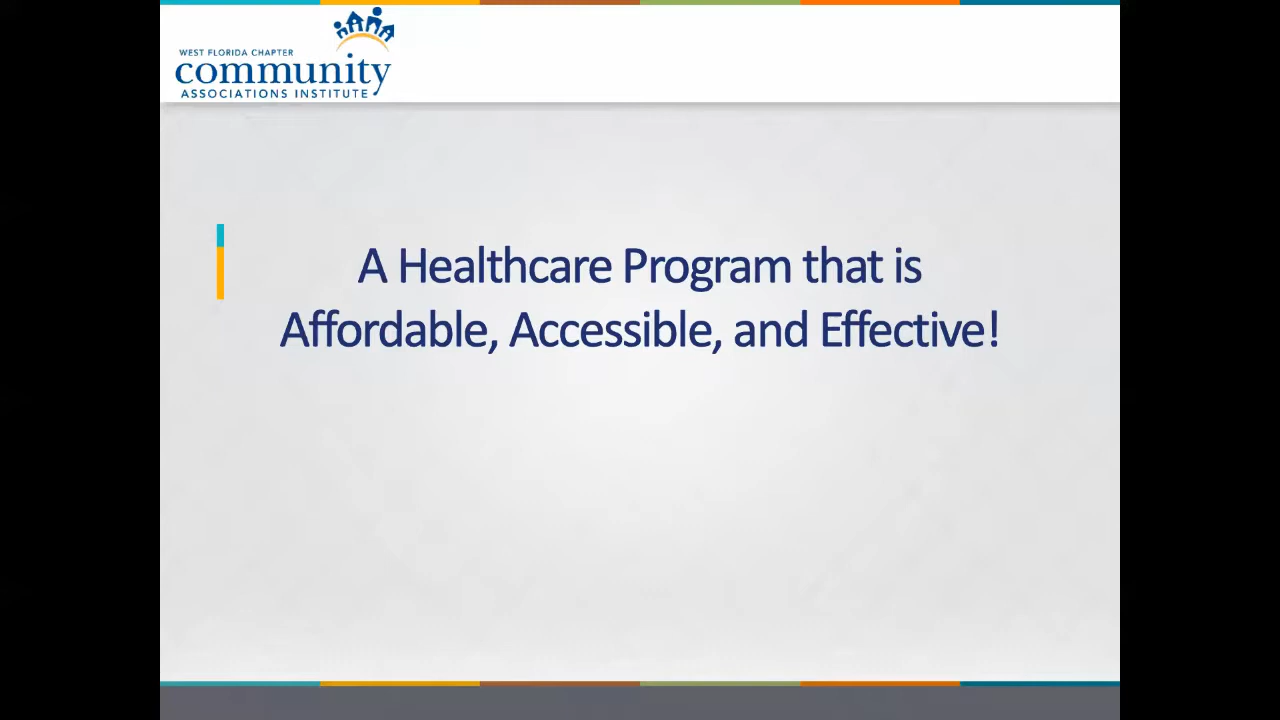 WEST FLORIDA CHAPTER
community
ASSOCIATIONS INSTITUTE
A Healthcare Program that is
Affordable, Accessible, and Effective!